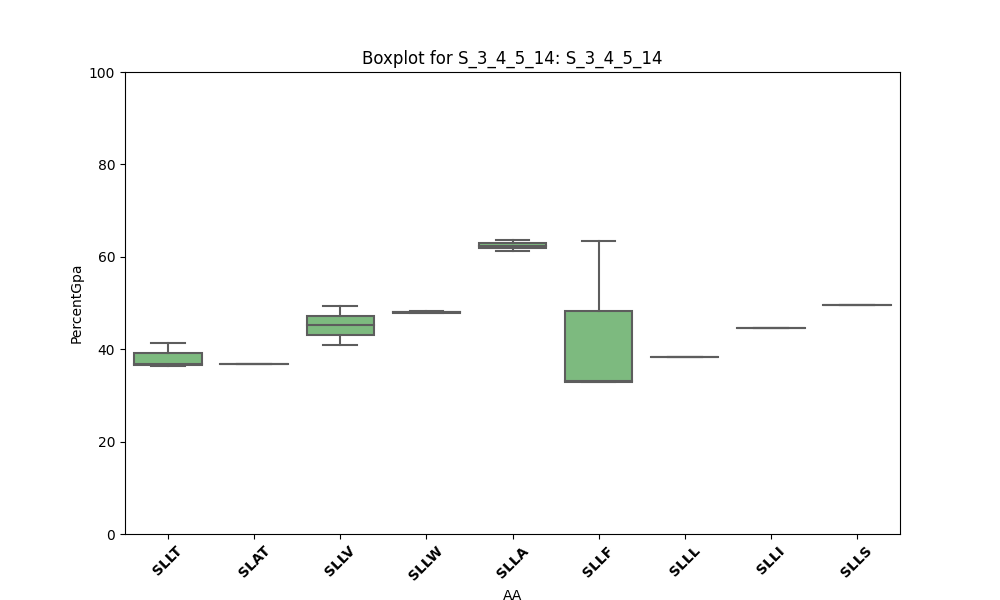 Boxplot for S_3_4_5_14: S_3_4_5_14
100
80
60
40
20
0
PercentGpa
SLLT
SLAT
SLLV
SLLW
SLLA
SLLF
SLLL
SLLI
SLLS
AA